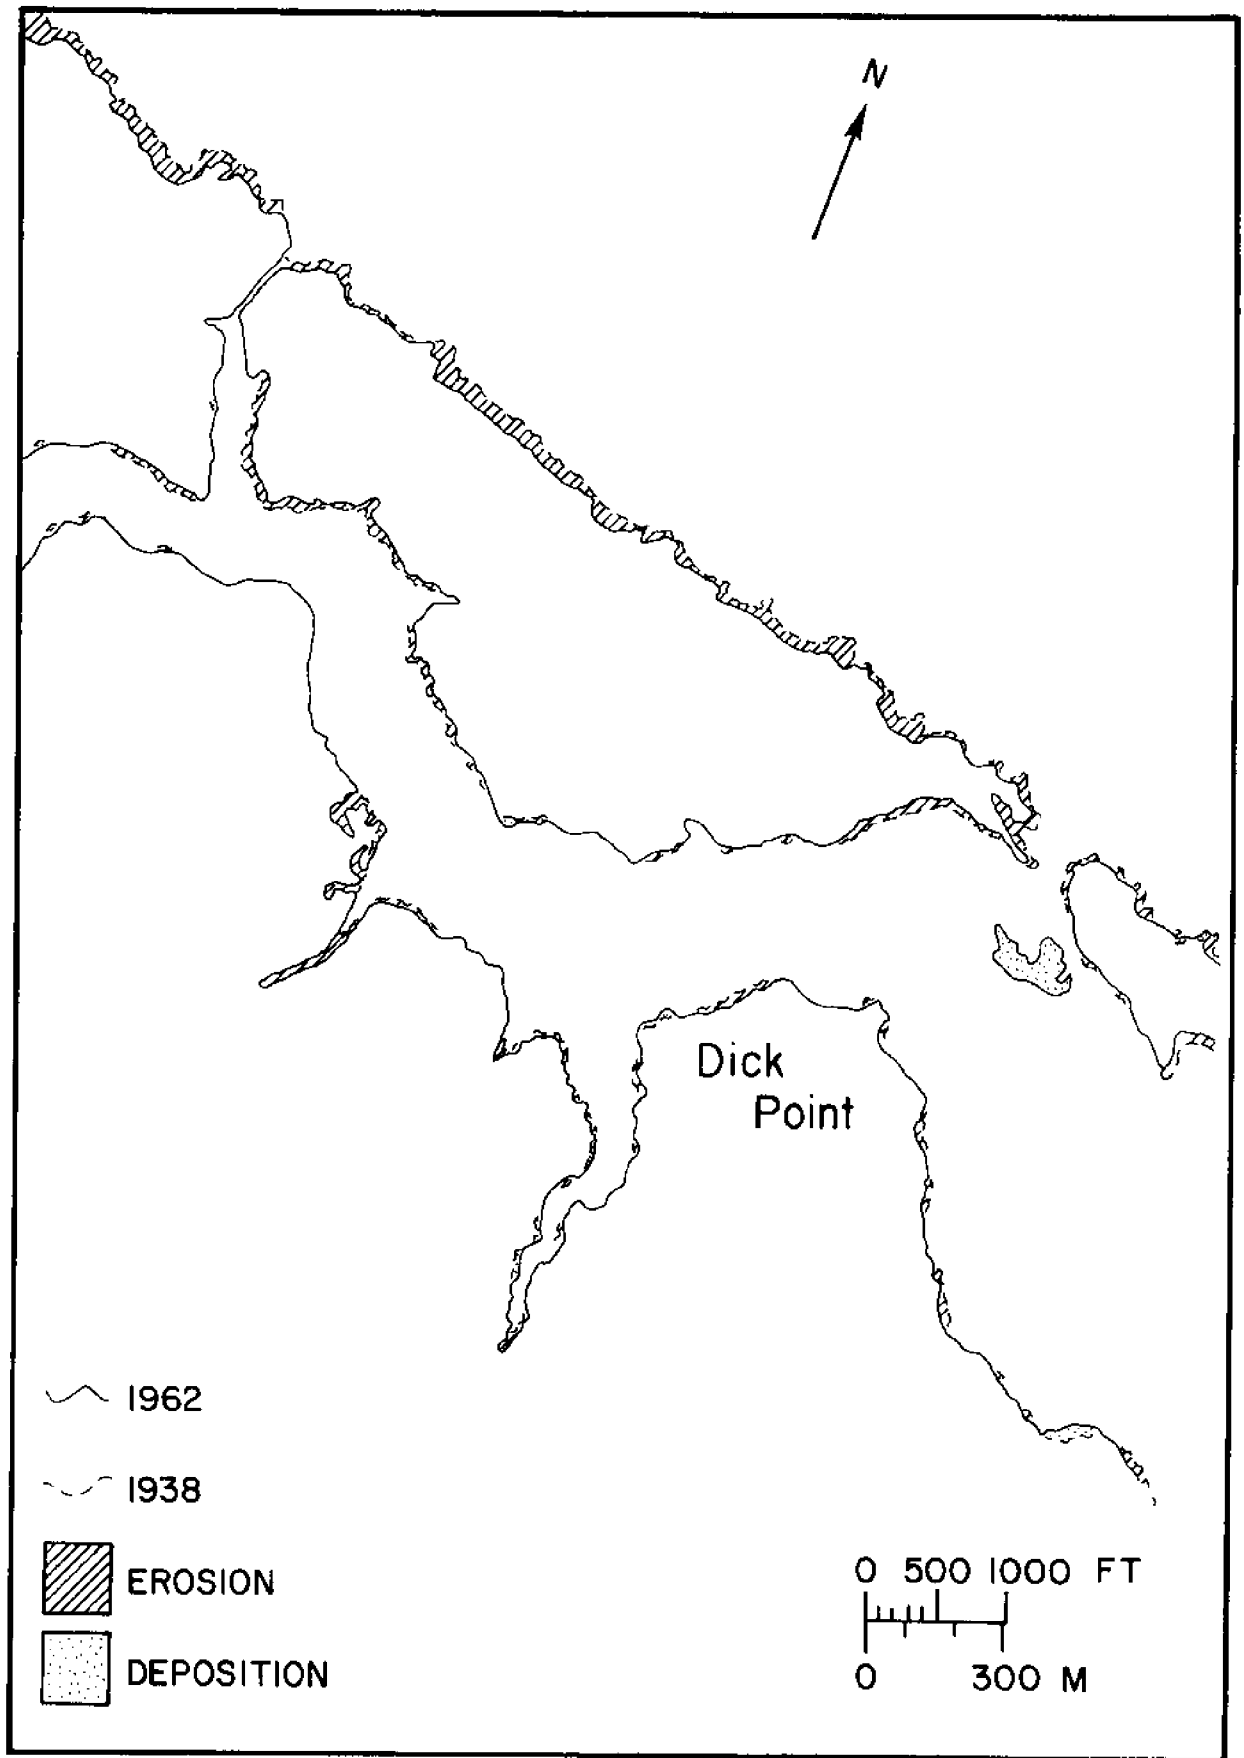 N
Dick
Point
1962
1938
EROSION
DEPOSITION
0 500 1000 FT
0 300 M